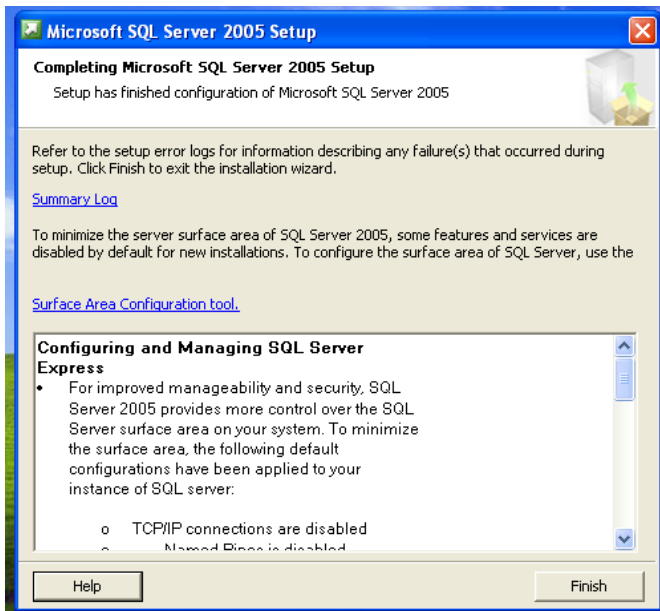 Microsoft SQL Server 2005 Setup
Completing Microsoft SQL Server 2005 Setup
Setup has finished configuration of Microsoft SQL Server 2005
Refer to the setup error logs for information describing any failure(s) that occurred during
setup. Click Finish to exit the installation wizard.
Summary Log
To minimize the server surface area of SQL Server 2005, some features and services are
disabled by default for new installations. To configure the surface area of SQL Server, use the
Surface Area Configuration tool.
Configuring and Managing SQL Server
Express
• For improved manageability and security, SQL
Server 2005 provides more control over the SQL
Server surface area on your system. To minimize
the surface area, the following default
configurations have been applied to your
instance of SQL server:
o TCP/IP connections are disabled
o Named Pipes is disabled
Help
Finish